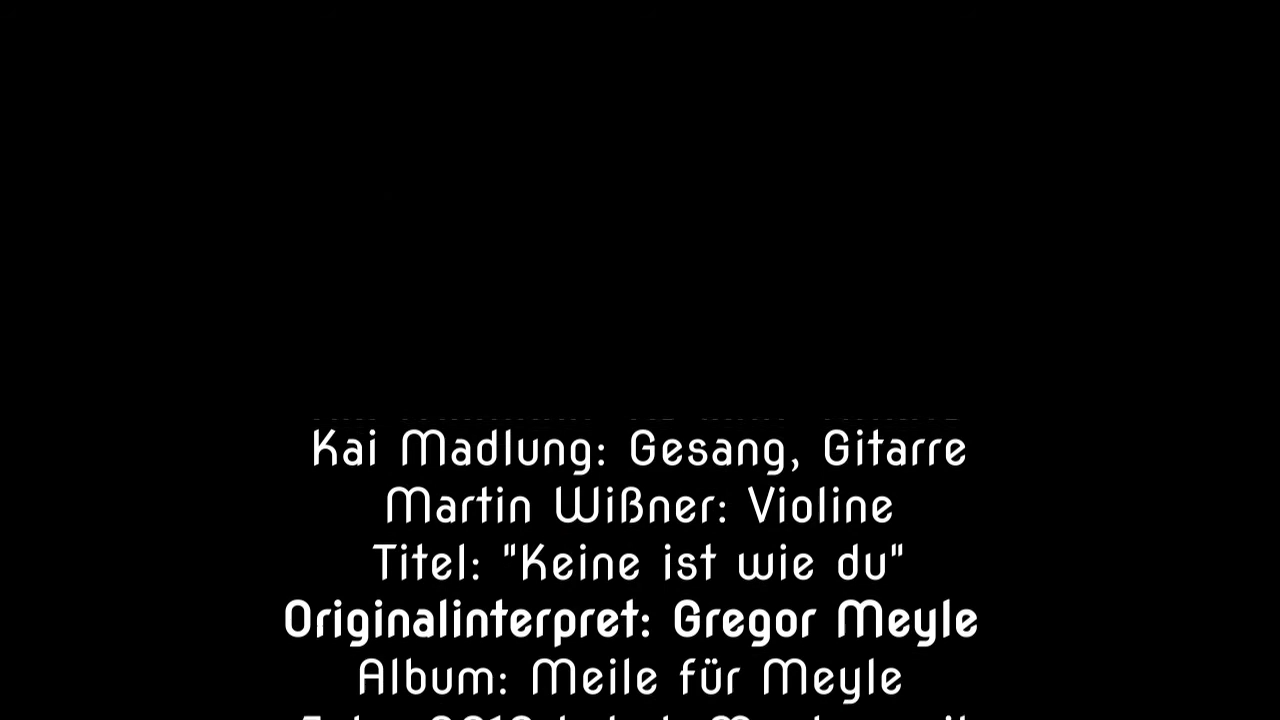 Kai Madlung: Gesang, Gitarre
Martin Wißner: Violine
Titel: "Keine ist wie du"
Originalinterpret: Gregor Meyle
Album: Meile für Meyle